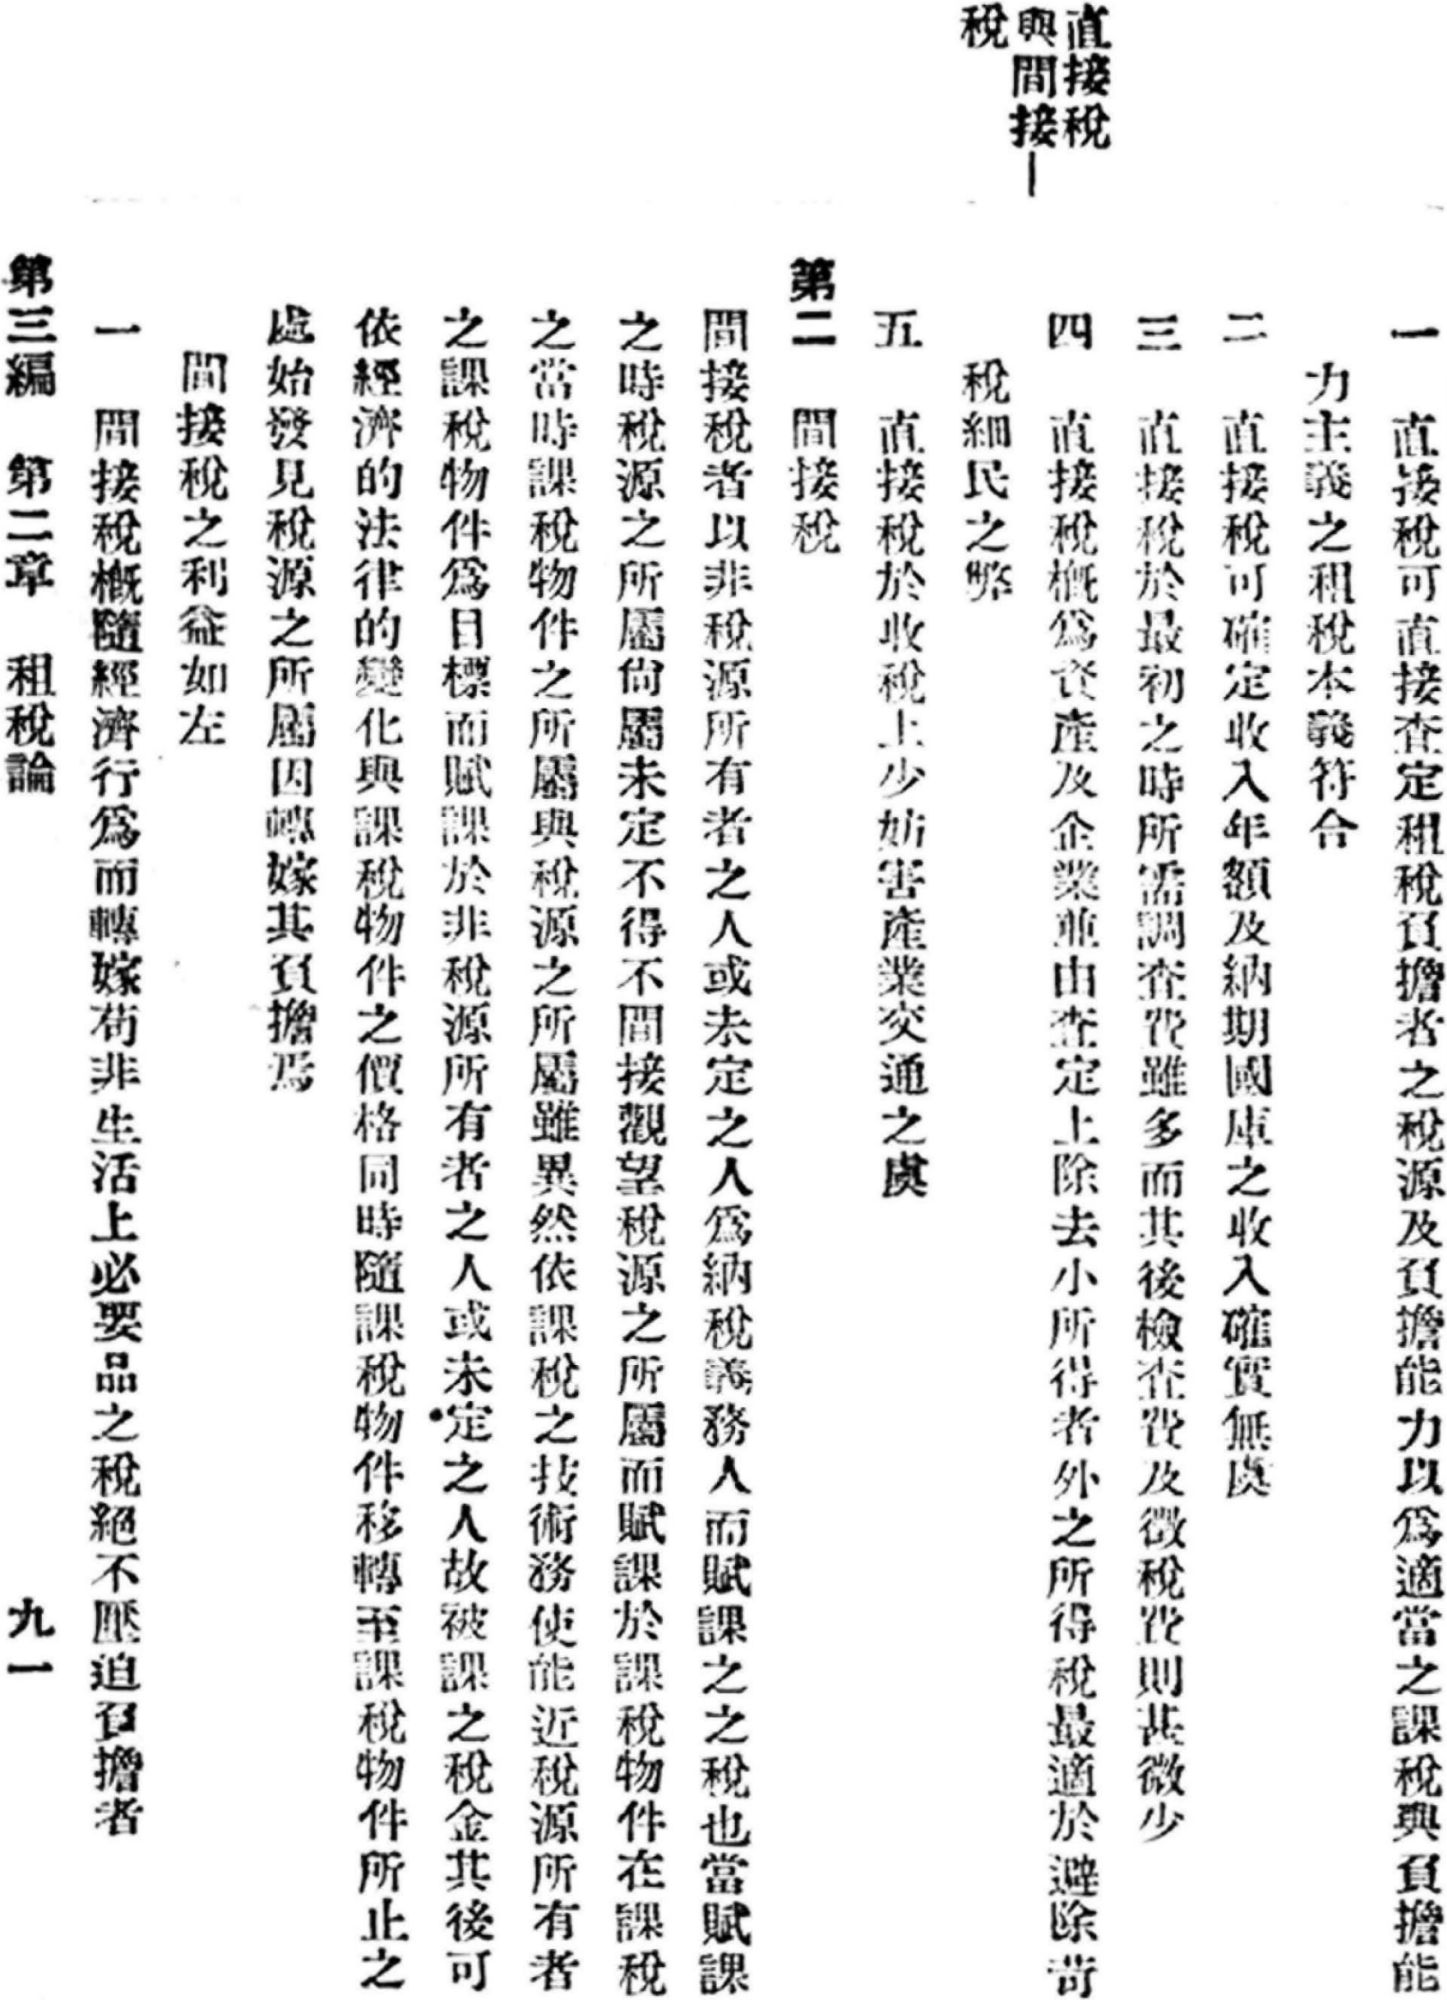 直接稅
與間接
稅
一　直接稅可直接查定租稅負擔者之稅源及負擔能力以爲適當之課稅與負擔能
力主義之租稅本義符合
二　直接稅可確定收入年額及納期國庫之收入確實無虞
三　直接稅於最初之時所需調查費雖多而其後檢查費及徵稅費則甚微少
四　直接稅槪爲資產及企業並由查定上除去小所得者外之所得稅最適於避除苛
稅細民之弊
五　直接稅於收稅上少妨害產業交通之虞
第二　間接稅
間接稅者以非稅源所有者之人或未定之人爲納稅義務人而賦課之之稅也當賦課
之時稅源之所屬尙屬未定不得不間接觀望稅源之所屬而賦課於課稅物件在課稅
之當時課稅物件之所屬與稅源之所屬雖異然依課稅之技術務使能近稅源所有者
之課稅物件爲目標而賦課於非稅源所有者之人或未定之人故被課之稅金其後可
依經濟的法律的變化與課稅物件之價格同時隨課稅物件移轉至課稅物件所止之
處始發見稅源之所屬因轉嫁其負擔焉
間接稅之利益如左
一　間接稅槪隨經濟行爲而轉嫁苟非生活上必要品之稅絕不壓迫負擔者
第三編　第二章　租稅論　九一